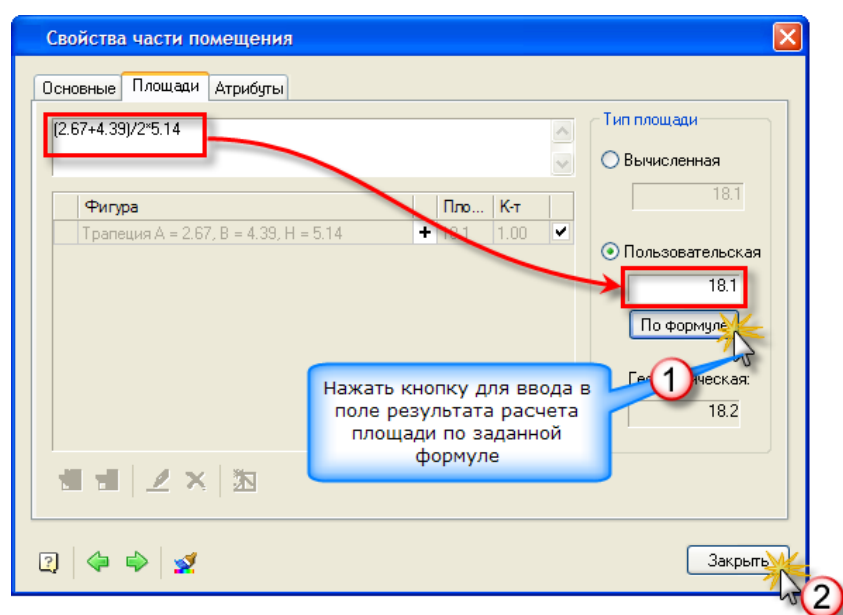 Свойства части помещения
Основные Площади Атрибуты
(2.67+4.39)/2*5.14
Тип площади
Вычисленная
18.1
Фигура Пло... К-т
Трапеция A = 2.67, B = 4.39, H = 5.14 + 18.1 1.00
Пользовательская
18.1
По формуле
1
18.2
Нажать кнопку для ввода в
поле результата расчета
площади по заданной
формуле
Закрыть
2